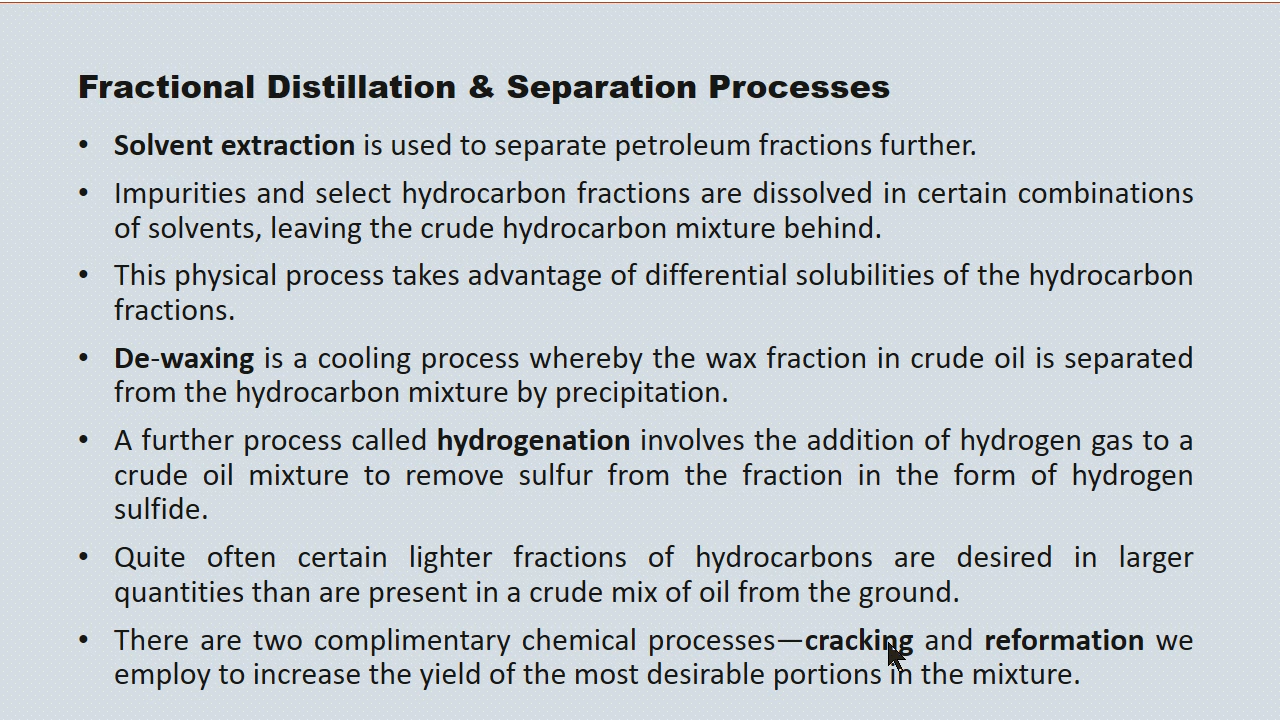 Fractional Distillation & Separation Processes
• Solvent extraction is used to separate petroleum fractions further.
• Impurities and select hydrocarbon fractions are dissolved in certain combinations
of solvents, leaving the crude hydrocarbon mixture behind.
• This physical process takes advantage of differential solubilities of the hydrocarbon
fractions.
• De-waxing is a cooling process whereby the wax fraction in crude oil is separated
from the hydrocarbon mixture by precipitation.
• A further process called hydrogenation involves the addition of hydrogen gas to a
crude oil mixture to remove sulfur from the fraction in the form of hydrogen
sulfide.
• Quite often certain lighter fractions of hydrocarbons are desired in larger
quantities than are present in a crude mix of oil from the ground.
• There are two complimentary chemical processes—cracking and reformation we
employ to increase the yield of the most desirable portions in the mixture.